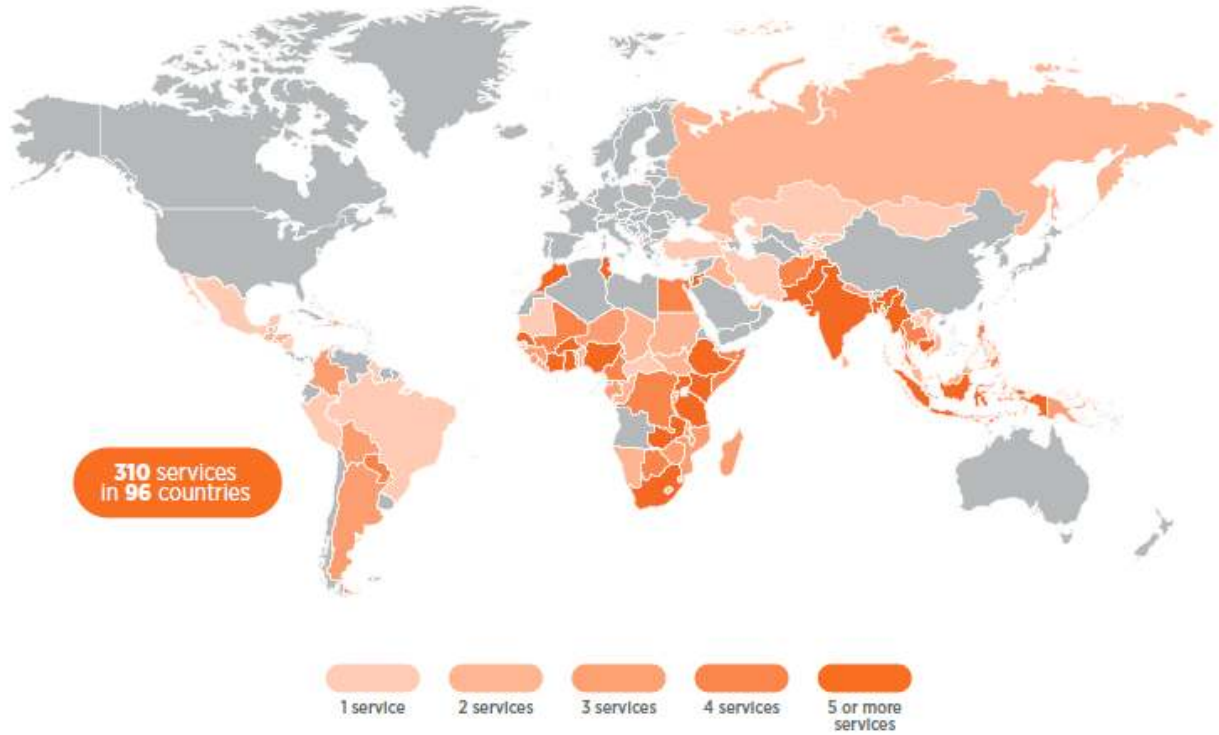 310 services
in 96 countries
1 service
2 services
3 services
4 services
5 or more
services